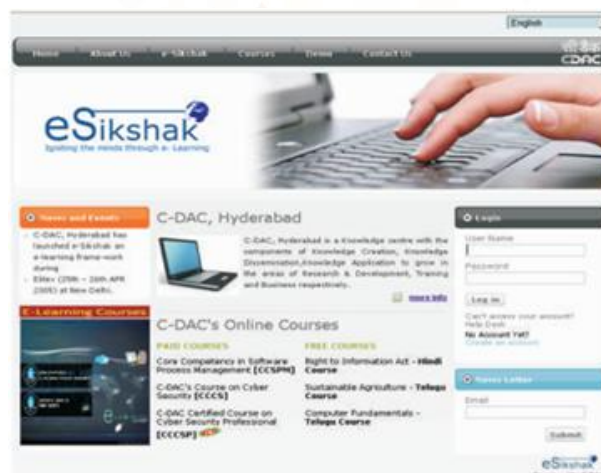 English
सी डैक
CDAC
Home About Us e-Sikshak Courses Demo Contact Us
eSikshak
Igniting the minds through e- Learning
News and Events
C-DAC, Hyderabad has
launched e-Sikshak an
e-learning frame-work
during
Elitex (25th - 26th APR
2005) at New Delhi.
E-Learning Courses
C-DAC, Hyderabad
C-DAC, Hyderabad is a Knowledge centre with the
components of Knowledge Creation, Knowledge
Dissemination,Knowledge Application to grow in
the areas of Research & Development, Training
and Business respectively.
more info
C-DAC's Online Courses
PAID COURSES
Core Competency in Software
Process Management [CCSPM]
C-DAC's Course on Cyber
Security [CCCS]
C-DAC Certified Course on
Cyber Security Professional
[CCCSP]
FREE COURSES
Right to Information Act - Hindi
Course
Sustainable Agriculture - Telugu
Course
Computer Fundamentals -
Telugu Course
Login
User Name
Password
Log in
Can't access your account?
Help Desk
No Account Yet?
Create an account
News Letter
Email
Submit
eSikshak